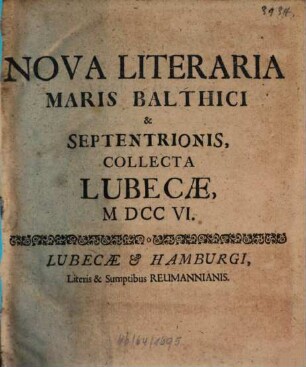 NOVA LITERARIA
MARIS BALTHICI
&
SEPTENTRIONIS,
COLLECTA
LUBECÆ,
M DCC VI.
LUBECÆ & HAMBURGI,
Literis & Sumptibus REUMANNIANIS.